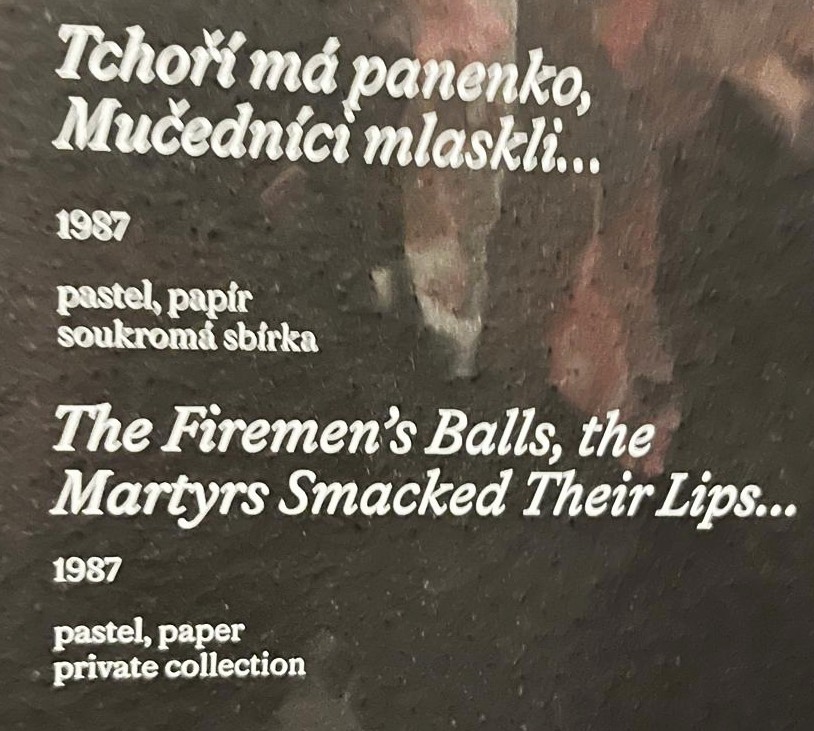 Tchoří má panenko,
Mučedníci mlaskli...
1987
pastel, papír
soukromá sbírka
The Firemen’s Balls, the
Martyrs Smacked Their Lips...
1987
pastel, paper
private collection